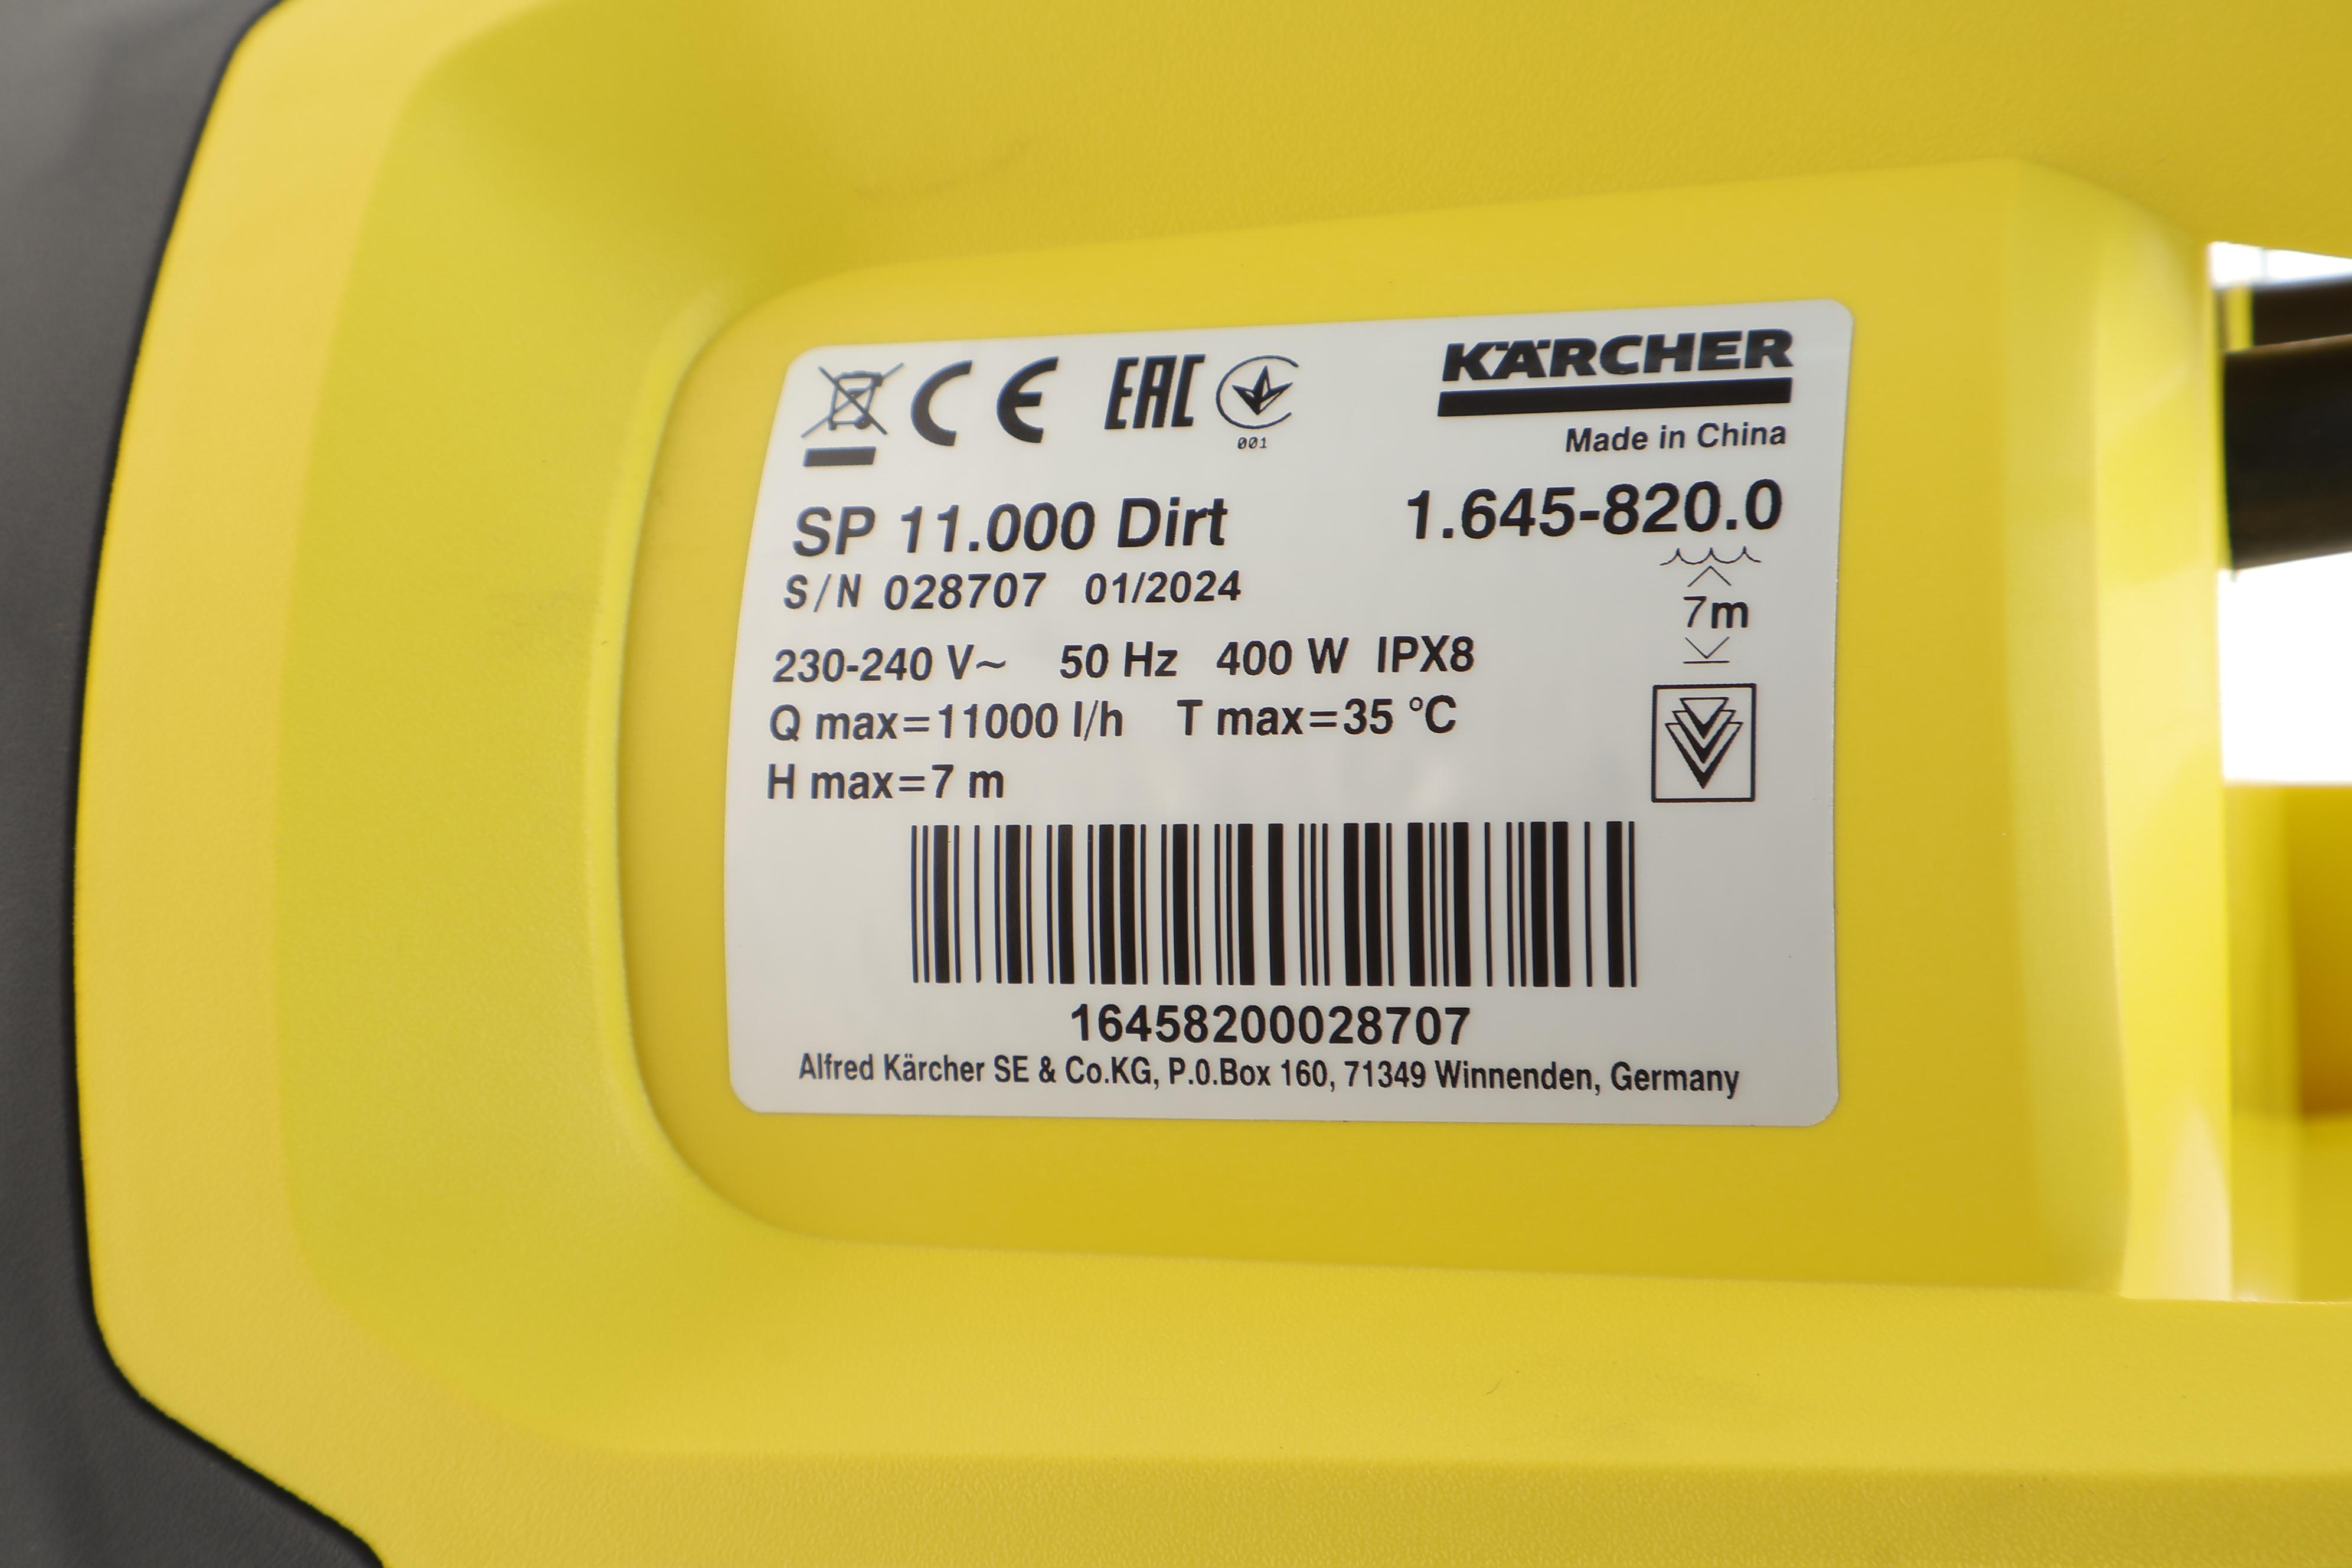 CE EAC
001
KÄRCHER
Made in China
SP 11.000 Dirt 1.645-820.0
S/N 028707 01/2024
7m
230-240 V~ 50 Hz 400 W IPX8
Q max=11000 l/h T max=35 °C
H max=7 m
16458200028707
Alfred Kärcher SE & Co.KG, P.O.Box 160, 71349 Winnenden, Germany